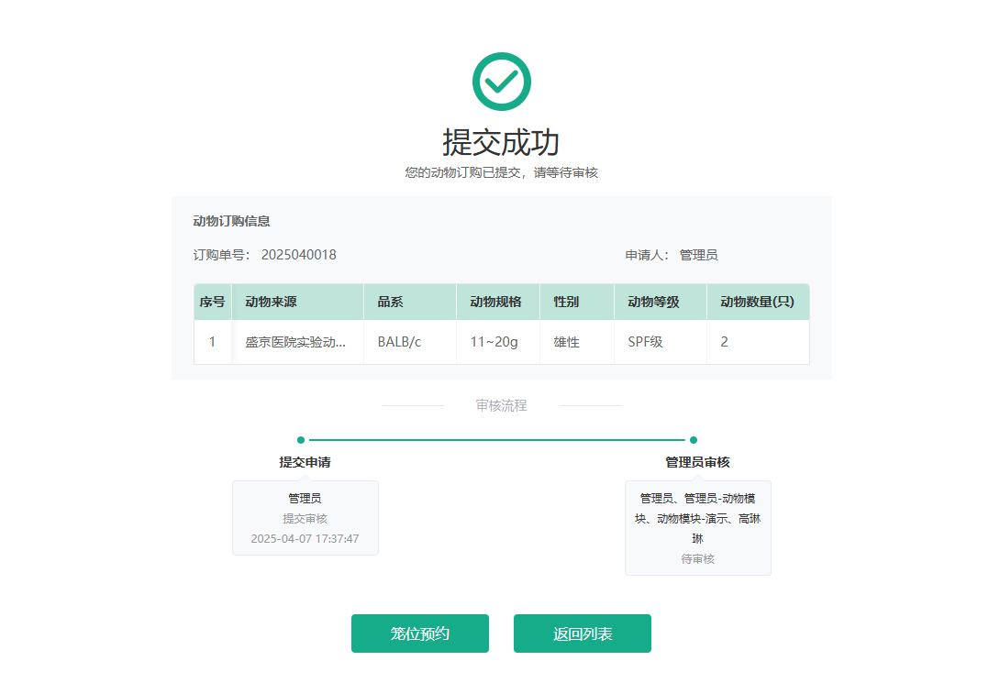 提交成功
您的动物订购已提交，请等待审核
动物订购信息
订购单号： 2025040018 申请人： 管理员
序号 动物来源 品系 动物规格 性别 动物等级 动物数量(只)
1 盛京医院实验动... BALB/c 11~20g 雄性 SPF级 2
审核流程
提交申请 管理员审核
管理员
提交审核
2025-04-07 17:37:47
管理员、管理员-动物模
块、动物模块-演示、高琳
琳
待审核
笼位预约 返回列表